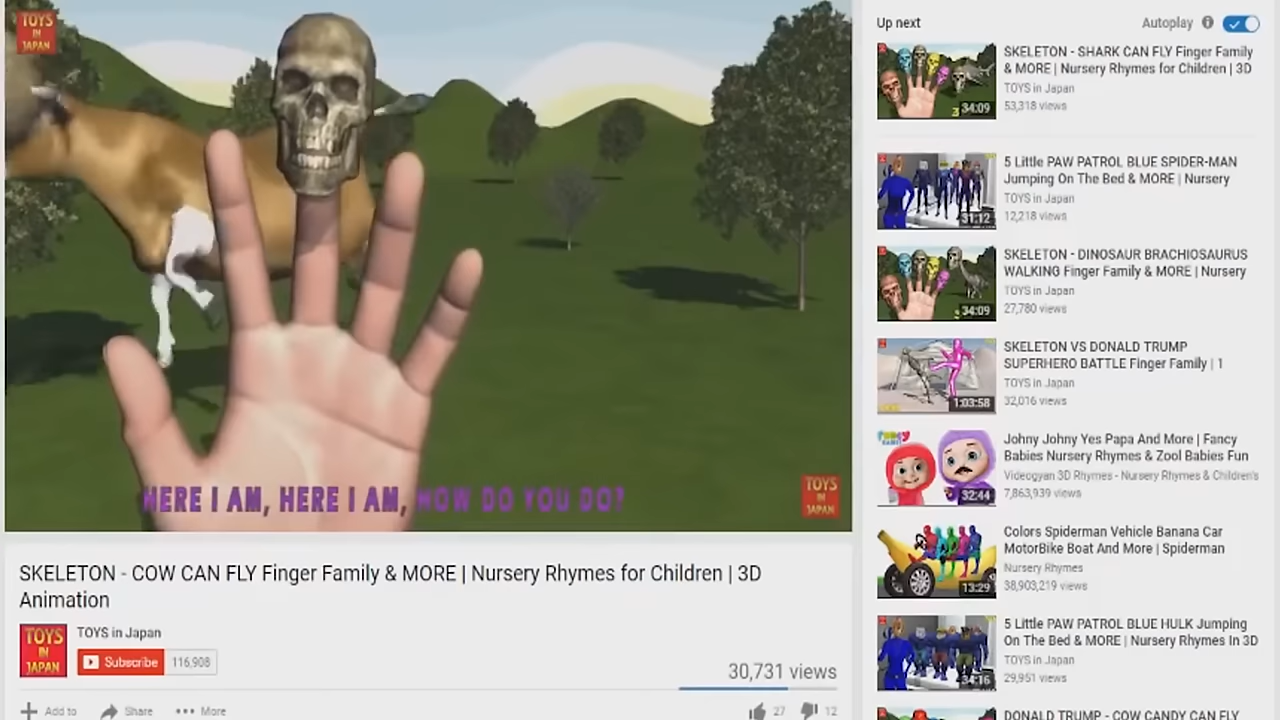 TOYS
IN
JAPAN
HERE I AM, HERE I AM, HOW DO YOU DO?
TOYS
IN
JAPAN
SKELETON - COW CAN FLY Finger Family & MORE | Nursery Rhymes for Children | 3D
Animation
TOYS
IN
JAPAN
TOYS in Japan
Subscribe 116,908
30,731 views
Add to Share More
27 12
Up next Autoplay
SKELETON - SHARK CAN FLY Finger Family
& MORE | Nursery Rhymes for Children | 3D
TOYS in Japan
53,318 views
34:09
5 Little PAW PATROL BLUE SPIDER-MAN
Jumping On The Bed & MORE | Nursery
TOYS in Japan
12,218 views
31:12
SKELETON - DINOSAUR BRACHIOSAURUS
WALKING Finger Family & MORE | Nursery
TOYS in Japan
27,780 views
34:09
SKELETON VS DONALD TRUMP
SUPERHERO BATTLE Finger Family | 1
TOYS in Japan
32,016 views
1:03:58
Johny Johny Yes Papa And More | Fancy
Babies Nursery Rhymes & Zool Babies Fun
Videogyan 3D Rhymes - Nursery Rhymes & Children's
7,863,939 views
32:44
Colors Spiderman Vehicle Banana Car
MotorBike Boat And More | Spiderman
Nursery Rhymes
38,903,219 views
13:29
5 Little PAW PATROL BLUE HULK Jumping
On The Bed & MORE | Nursery Rhymes In 3D
TOYS in Japan
29,951 views
34:16
DONALD TRUMP - COW CANDY CAN FLY